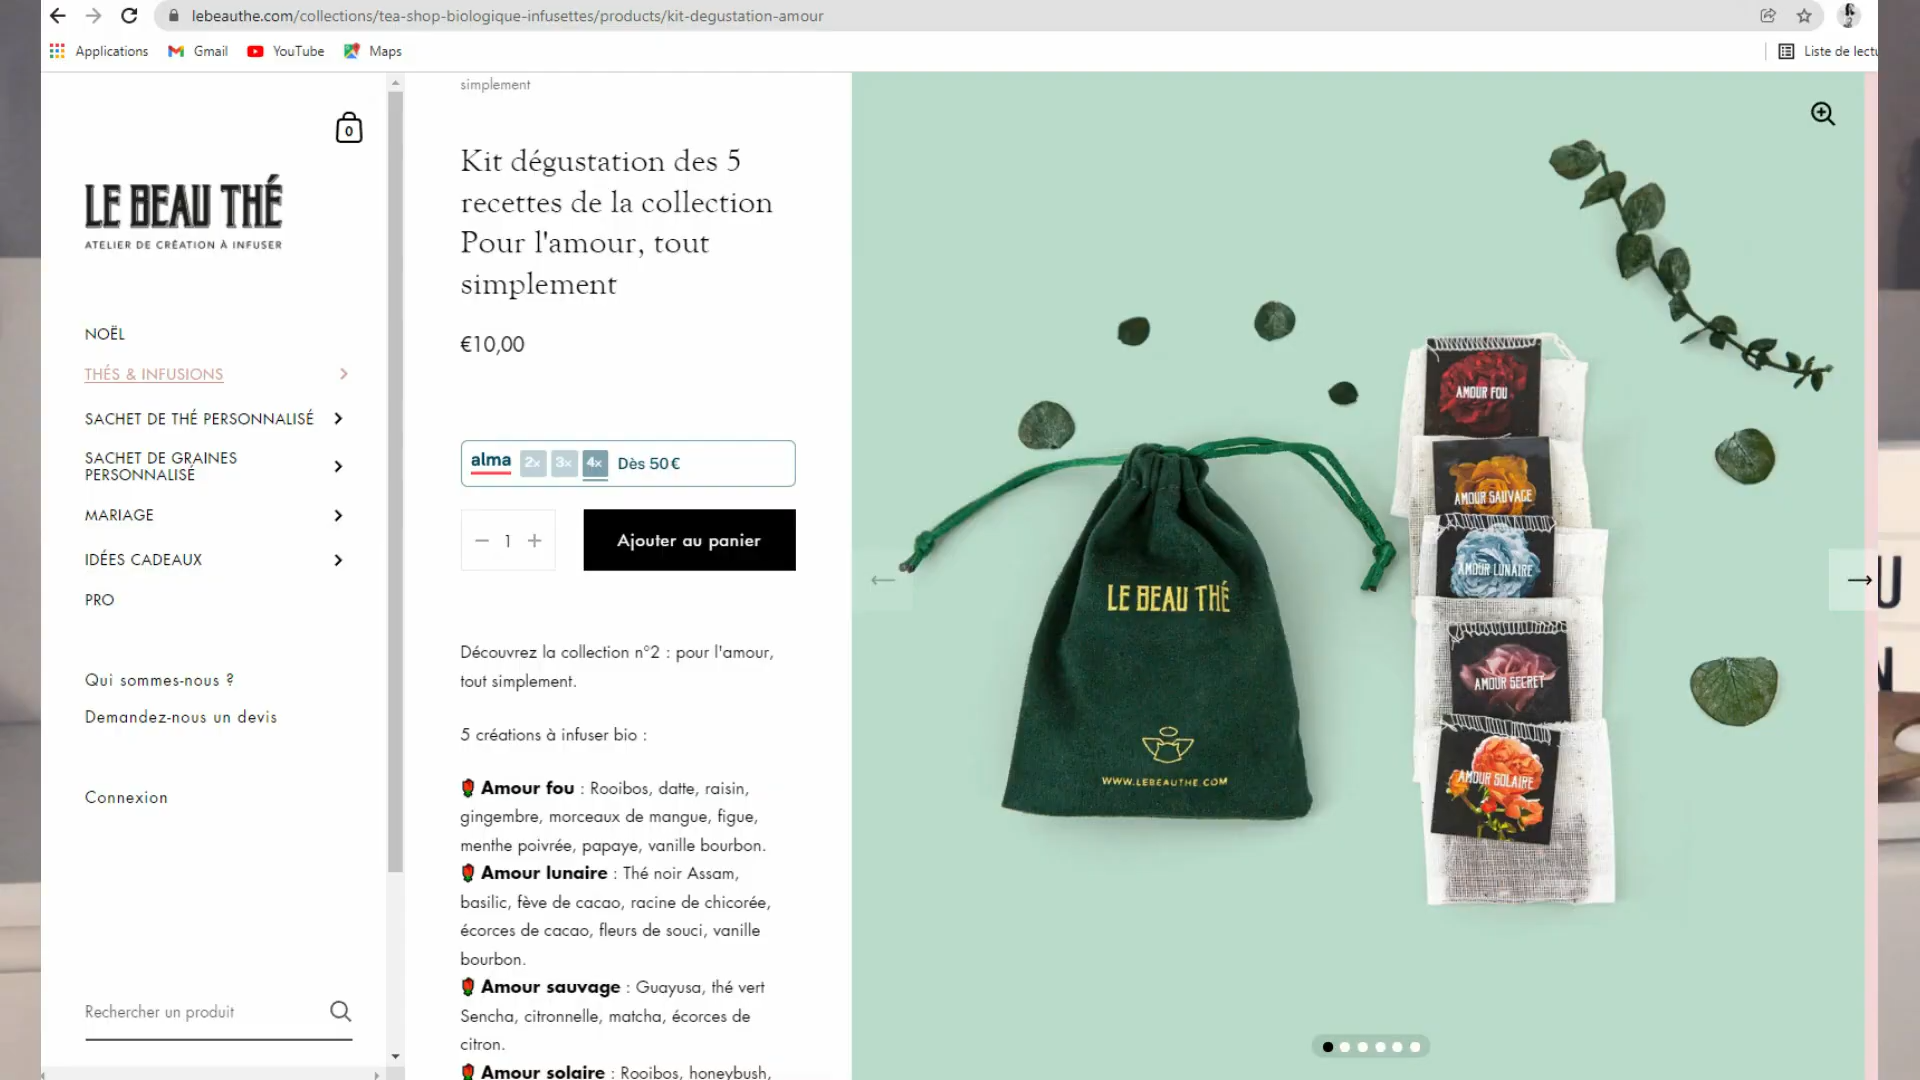 lebeauthe.com/collections/tea-shop-biologique-infusettes/products/kit-degustation-amour
Applications
Gmail
YouTube
Maps
Liste de lectu
0
LE BEAU THÉ
ATELIER DE CRÉATION À INFUSER
NOËL
THÉS & INFUSIONS
SACHET DE THÉ PERSONNALISÉ
SACHET DE GRAINES
PERSONNALISÉ
MARIAGE
IDÉES CADEAUX
PRO
Qui sommes-nous ?
Demandez-nous un devis
Connexion
Rechercher un produit
simplement
Kit dégustation des 5
recettes de la collection
Pour l'amour, tout
simplement
€10,00
alma 2x 3x 4x Dès 50 €
1
Ajouter au panier
Découvrez la collection n°2 : pour l'amour,
tout simplement.
5 créations à infuser bio :
Amour fou : Rooibos, datte, raisin,
gingembre, morceaux de mangue, figue,
menthe poivrée, papaye, vanille bourbon.
Amour lunaire : Thé noir Assam,
basilic, fève de cacao, racine de chicorée,
écorces de cacao, fleurs de souci, vanille
bourbon.
Amour sauvage : Guayusa, thé vert
Sencha, citronnelle, matcha, écorces de
citron.
Amour solaire : Rooibos, honeybush,
LE BEAU THÉ
WWW.LEBEAUTHE.COM
AMOUR FOU
AMOUR SAUVAGE
AMOUR LUNAIRE
AMOUR SECRET
AMOUR SOLAIRE
U
N